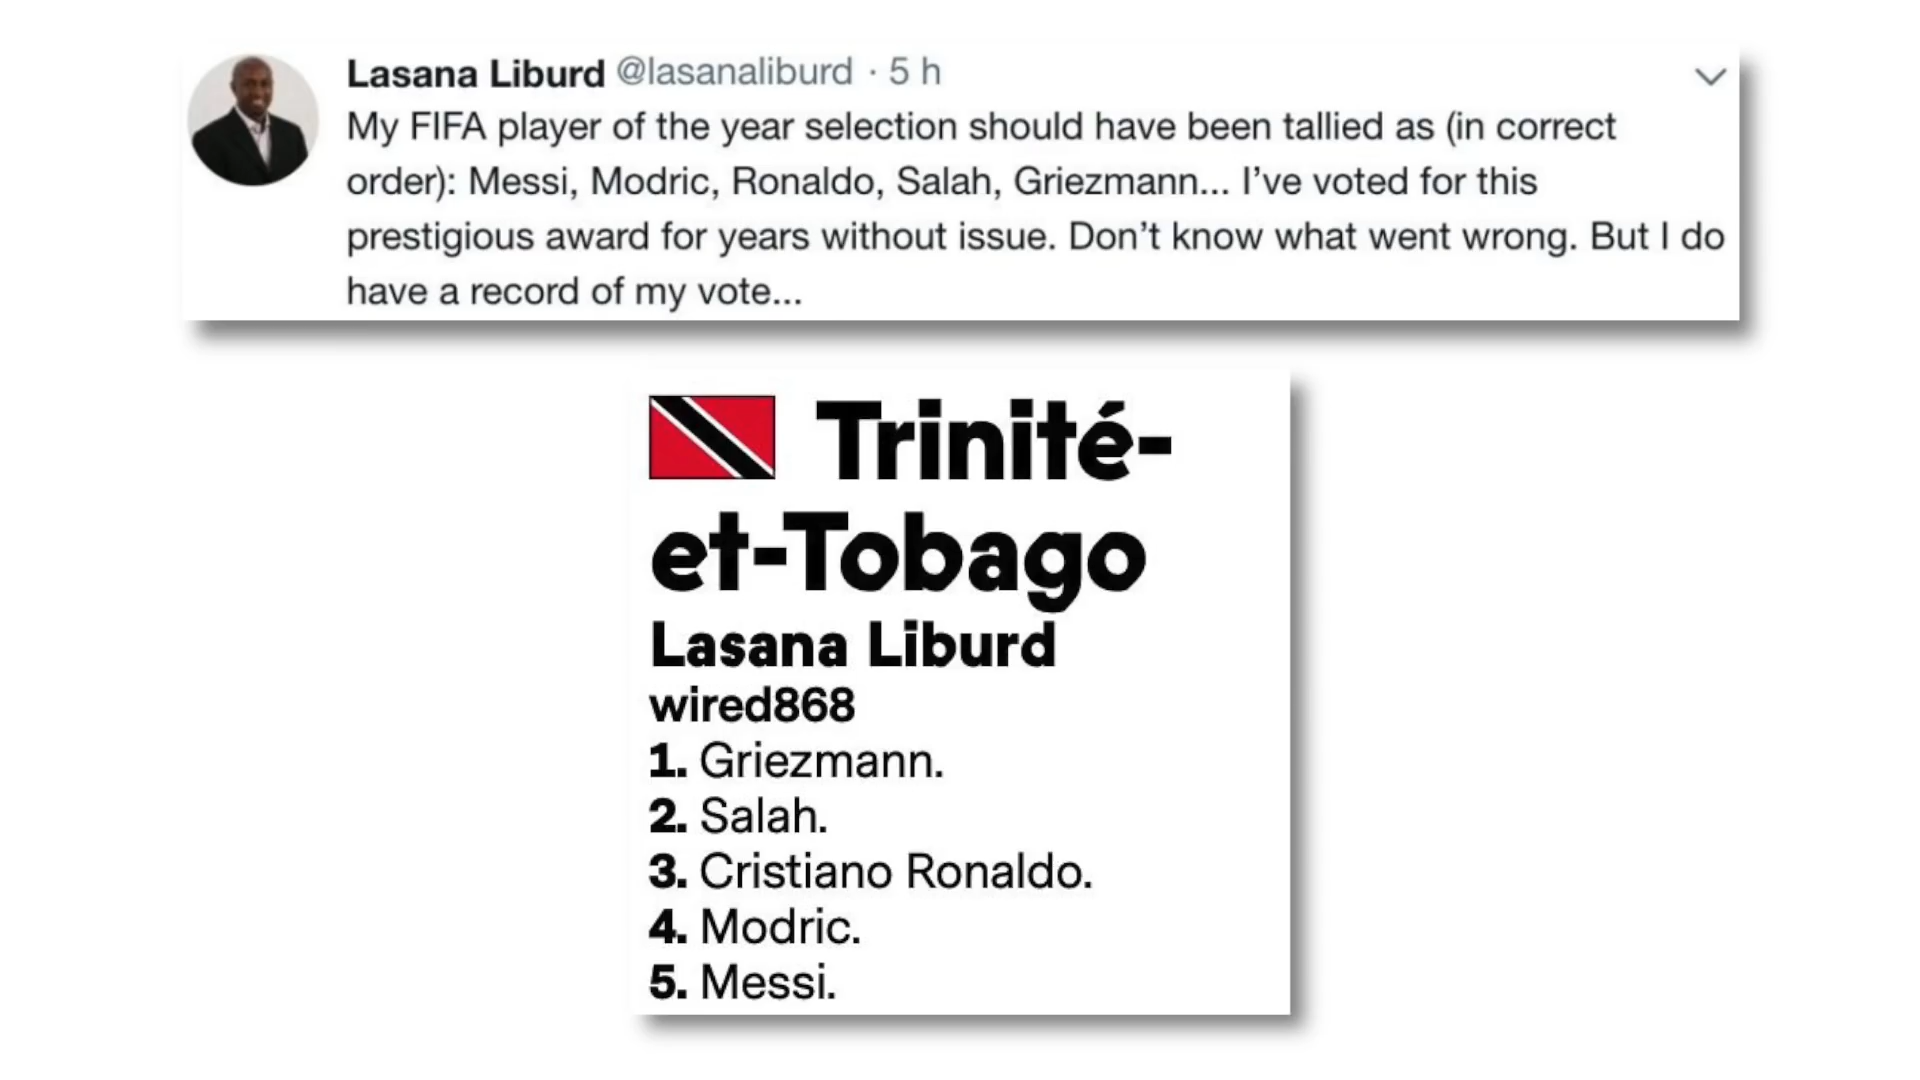 Lasana Liburd @lasanaliburd · 5 h
My FIFA player of the year selection should have been tallied as (in correct
order): Messi, Modric, Ronaldo, Salah, Griezmann... I’ve voted for this
prestigious award for years without issue. Don’t know what went wrong. But I do
have a record of my vote...
Trinité-
et-Tobago
Lasana Liburd
wired868
1. Griezmann.
2. Salah.
3. Cristiano Ronaldo.
4. Modric.
5. Messi.